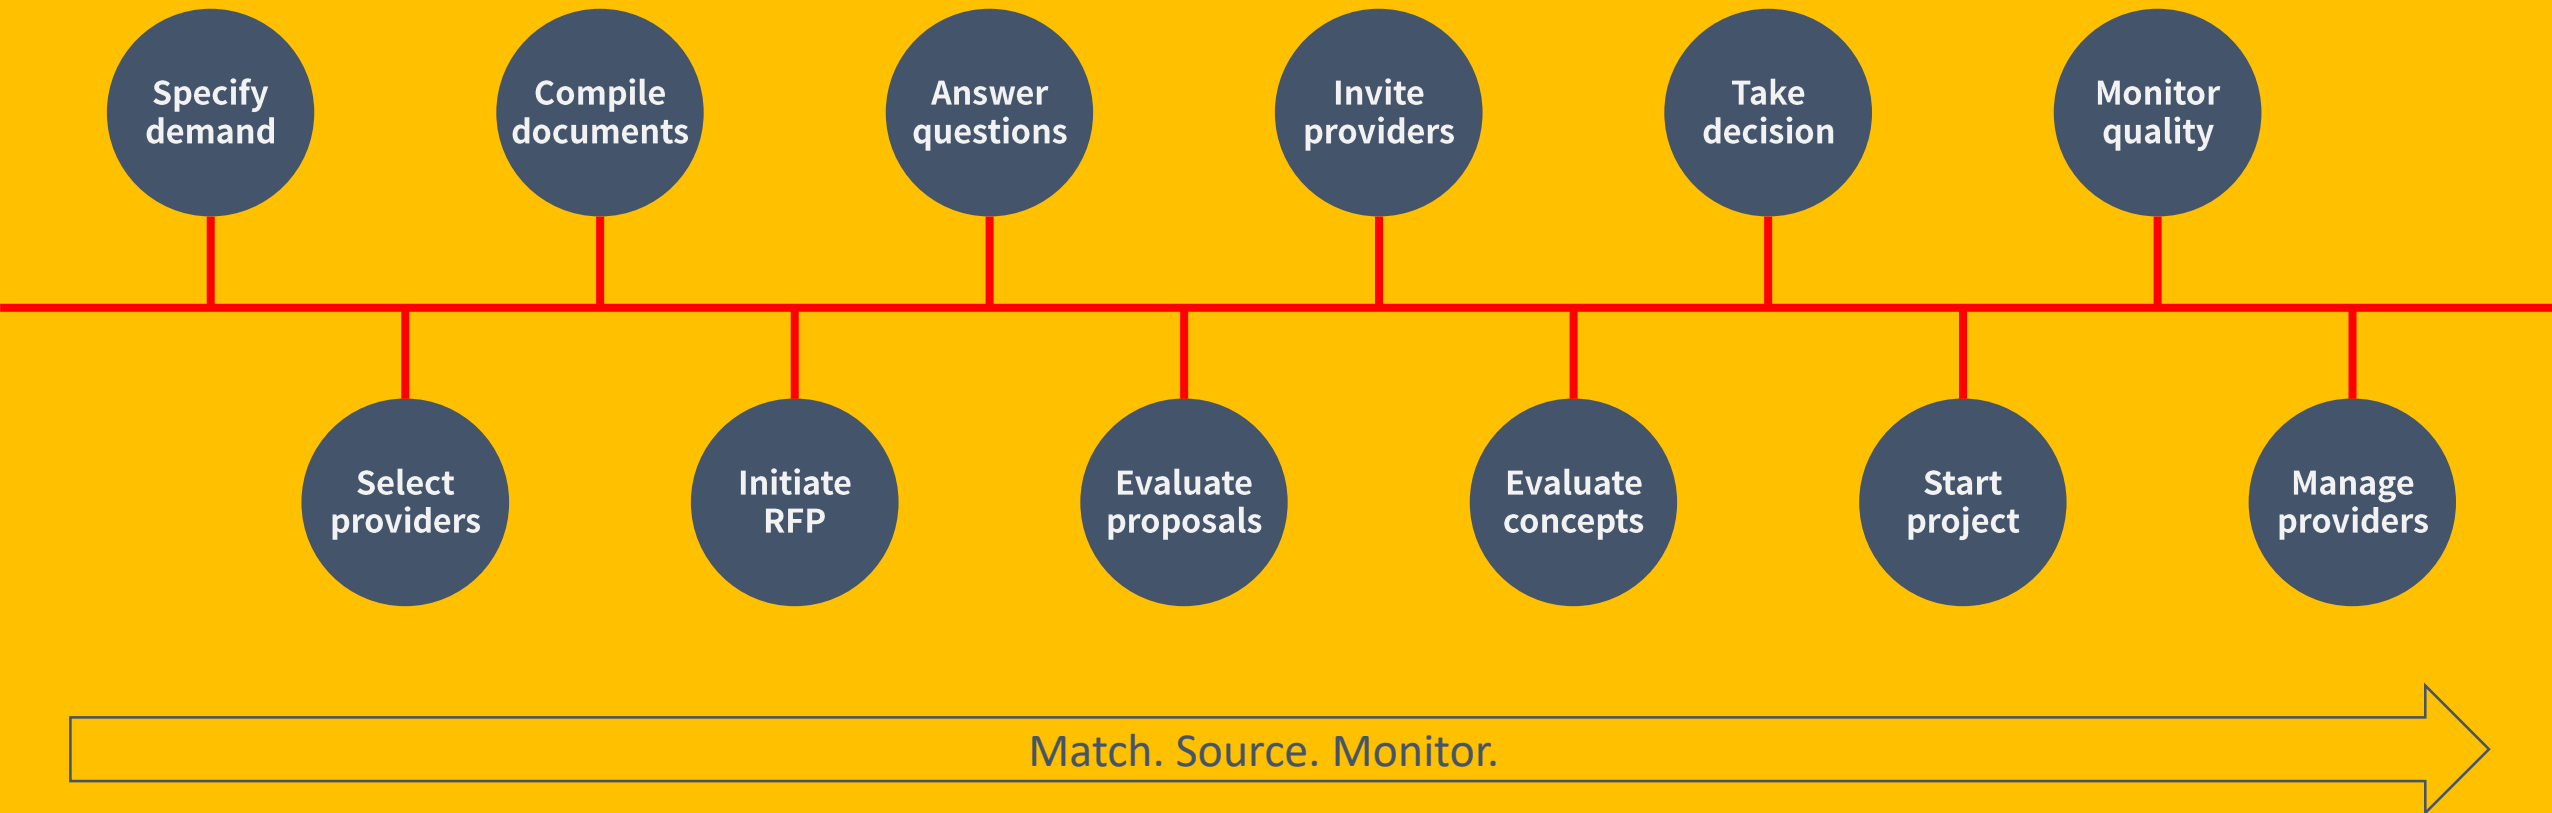 Specify
demand
Compile
documents
Answer
questions
Invite
providers
Take
decision
Monitor
quality
Select
providers
Initiate
RFP
Evaluate
proposals
Evaluate
concepts
Start
project
Manage
providers
Match. Source. Monitor.